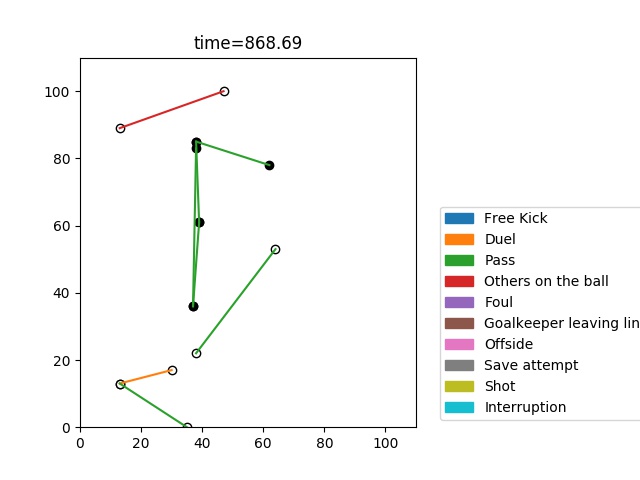 time=868.69
100
80
60
40
20
0
0 20 40 60 80 100
Free Kick
Duel
Pass
Others on the ball
Foul
Goalkeeper leaving lin
Offside
Save attempt
Shot
Interruption